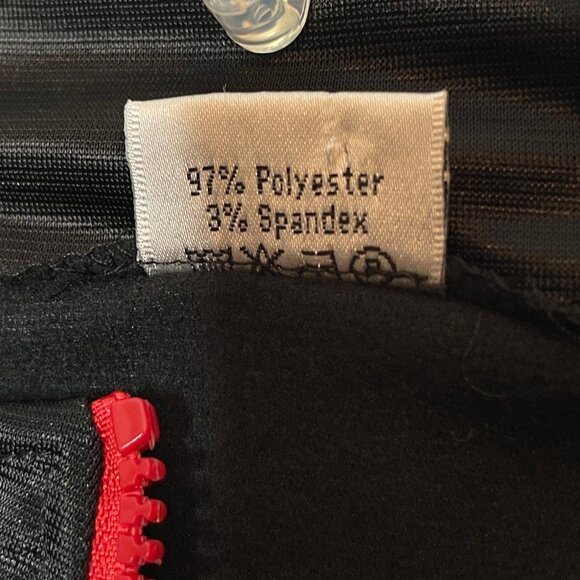 97% Polyester
3% Spandex